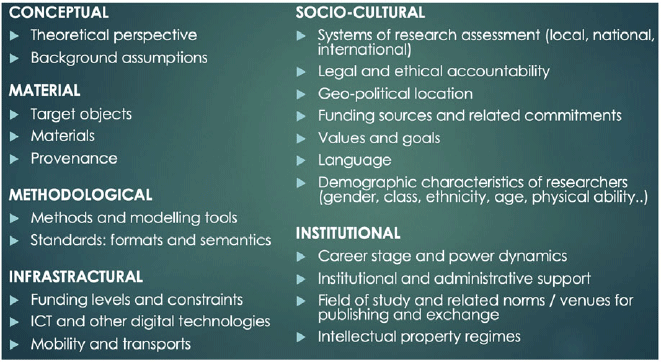 CONCEPTUAL
Theoretical perspective
Background assumptions
MATERIAL
Target objects
Materials
Provenance
METHODOLOGICAL
Methods and modelling tools
Standards: formats and semantics
INFRASTRACTURAL
Funding levels and constraints
ICT and other digital technologies
Mobility and transports
SOCIO-CULTURAL
Systems of research assessment (local, national,
international)
Legal and ethical accountability
Geo-political location
Funding sources and related commitments
Values and goals
Language
Demographic characteristics of researchers
(gender, class, ethnicity, age, physical ability..)
INSTITUTIONAL
Career stage and power dynamics
Institutional and administrative support
Field of study and related norms / venues for
publishing and exchange
Intellectual property regimes